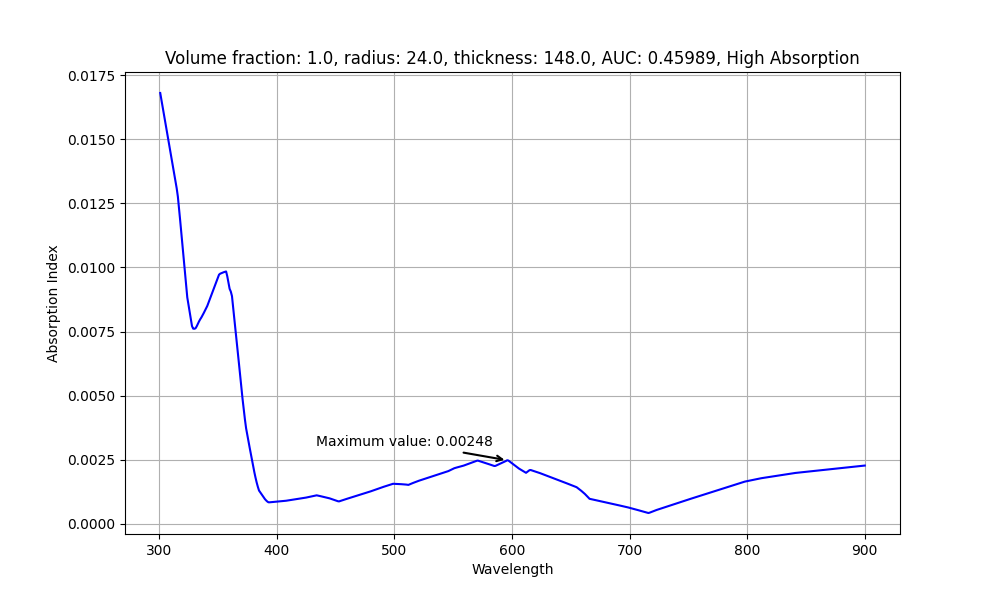 Volume fraction: 1.0, radius: 24.0, thickness: 148.0, AUC: 0.45989, High Absorption
0.0175
0.0150
0.0125
0.0100
0.0075
0.0050
0.0025
0.0000
Absorption Index
Maximum value: 0.00248
300 400 500 600 700 800 900
Wavelength